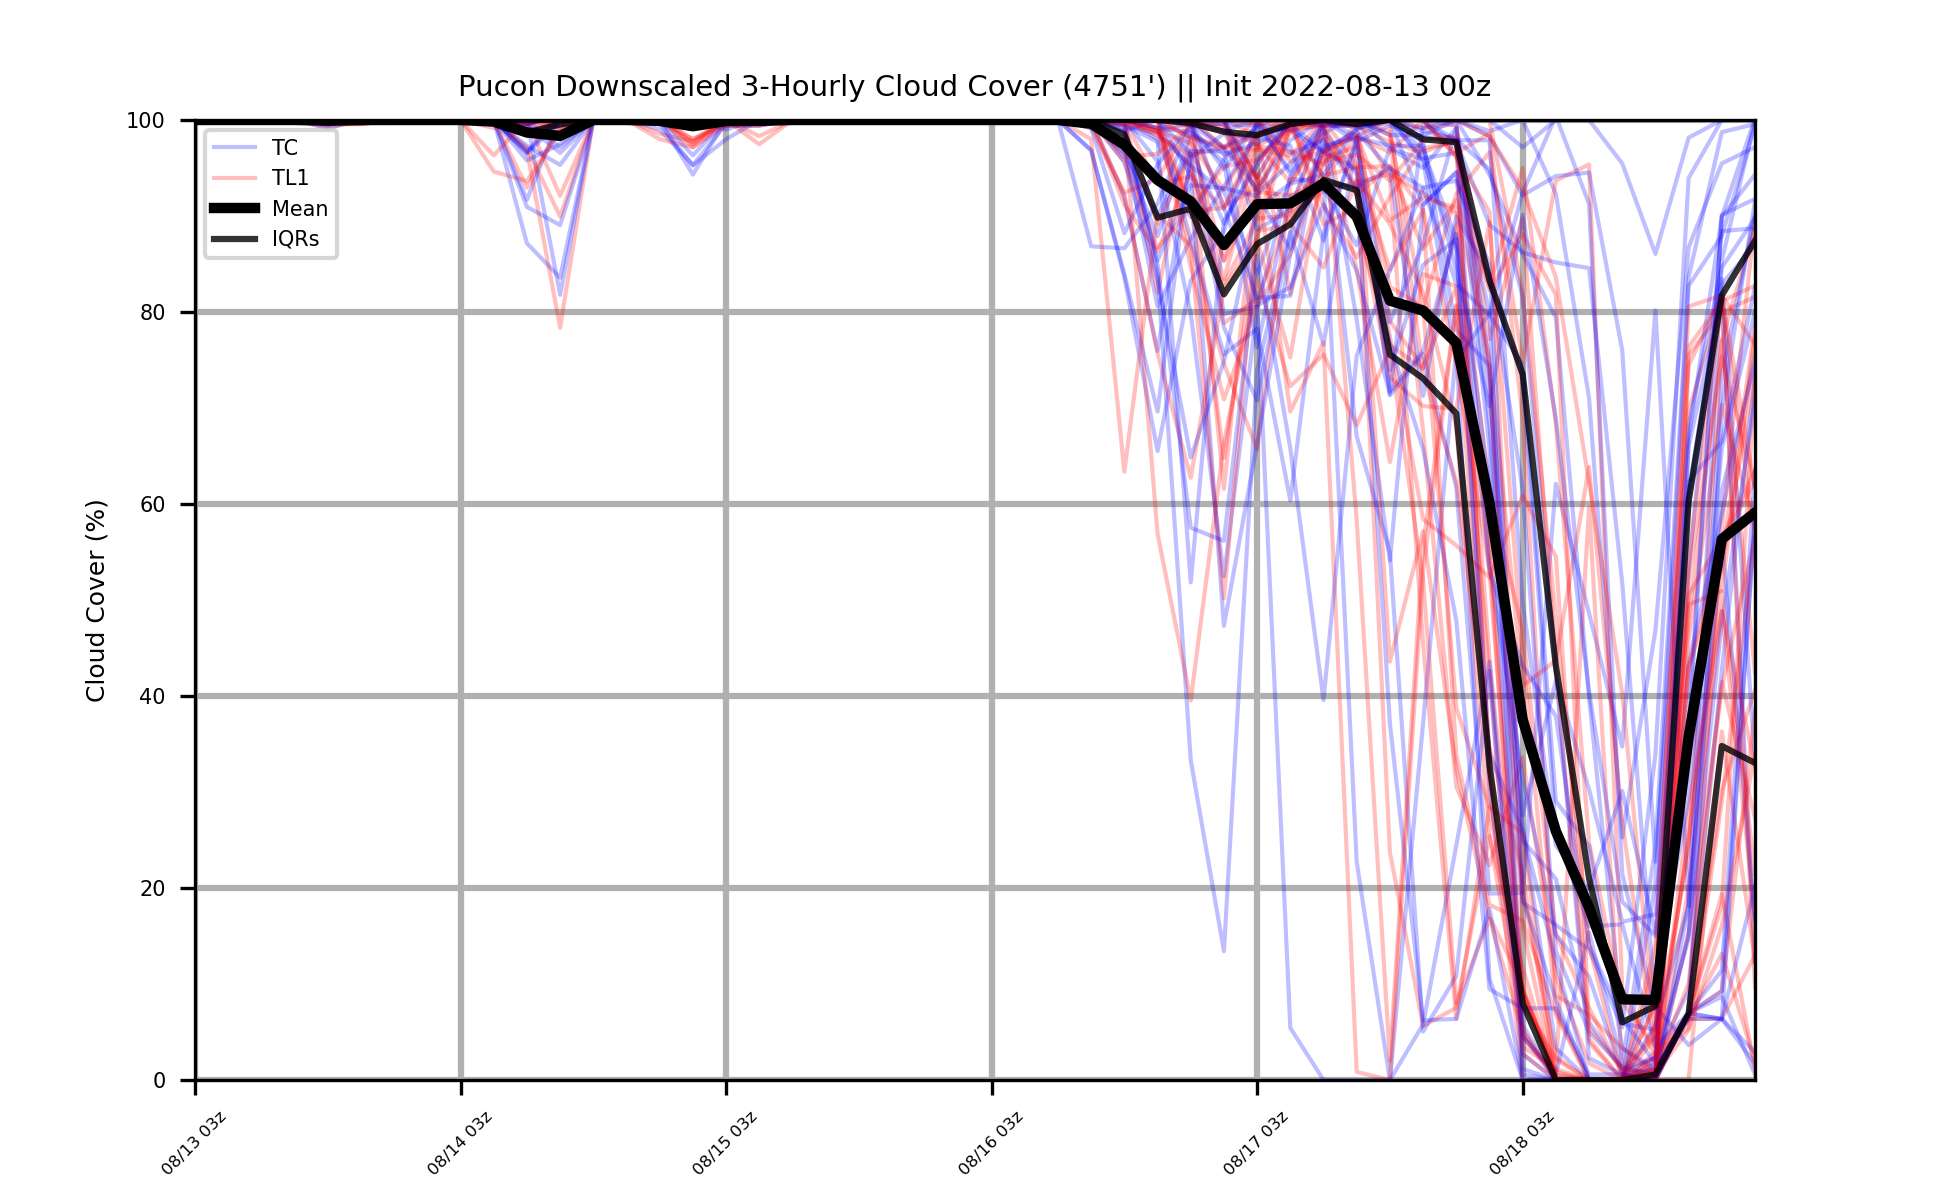 Pucon Downscaled 3-Hourly Cloud Cover (4751') || Init 2022-08-13 00z
100
80
60
40
20
0
Cloud Cover (%)
TC
TL1
Mean
IQRs
08/13 03z
08/14 03z
08/15 03z
08/16 03z
08/17 03z
08/18 03z